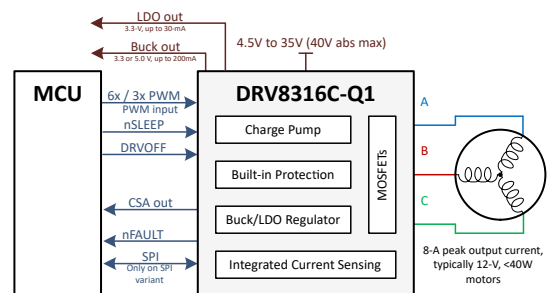 LDO out
3.3-V, up to 30-mA
Buck out
3.3 or 5.0 V, up to 200mA
4.5V to 35V (40V abs max)
MCU
DRV8316C-Q1
6x / 3x PWM
PWM input
nSLEEP
DRVOFF
CSA out
nFAULT
SPI
Only on SPI
variant
Charge Pump
Built-in Protection
Buck/LDO Regulator
Integrated Current Sensing
MOSFETs
A
B
C
8-A peak output current,
typically 12-V, <40W
motors